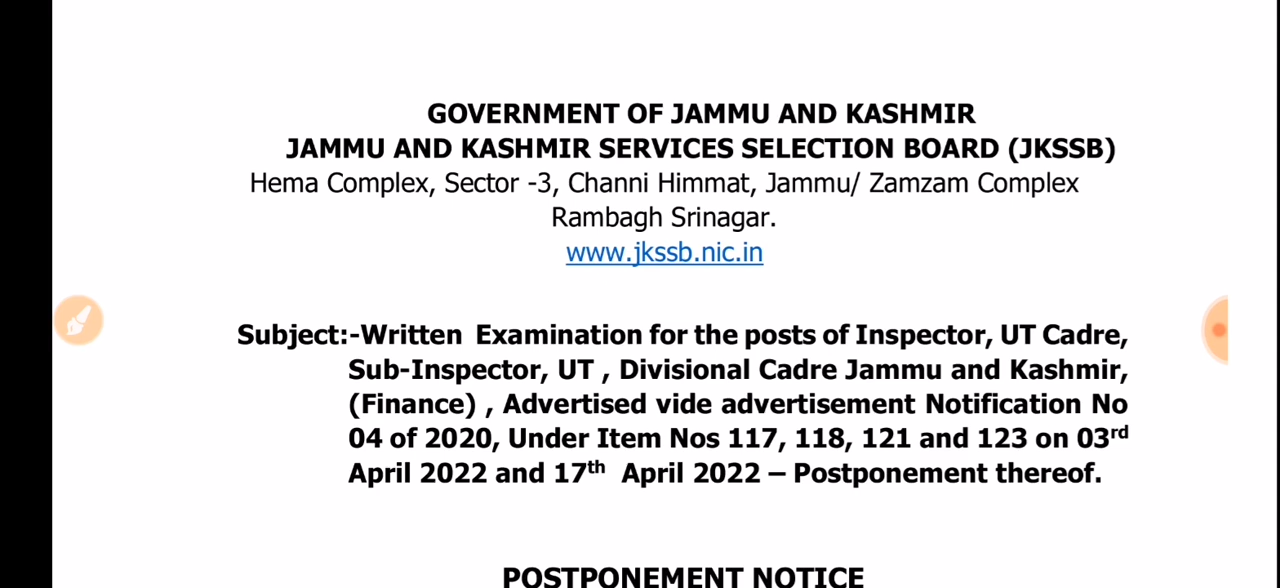 GOVERNMENT OF JAMMU AND KASHMIR
JAMMU AND KASHMIR SERVICES SELECTION BOARD (JKSSB)
Hema Complex, Sector -3, Channi Himmat, Jammu/ Zamzam Complex
Rambagh Srinagar.
www.jkssb.nic.in
Subject:-Written Examination for the posts of Inspector, UT Cadre,
Sub-Inspector, UT , Divisional Cadre Jammu and Kashmir,
(Finance) , Advertised vide advertisement Notification No
04 of 2020, Under Item Nos 117, 118, 121 and 123 on 03rd
April 2022 and 17th April 2022 – Postponement thereof.
POSTPONEMENT NOTICE